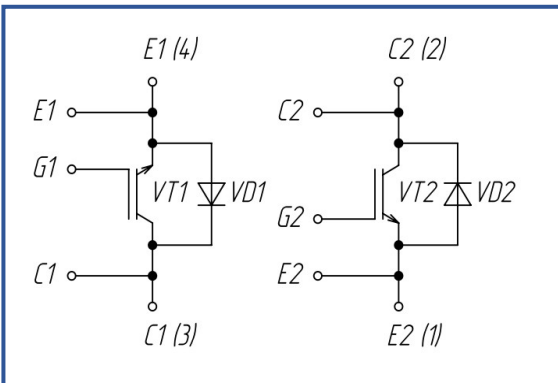 E1 (4)
E1
G1
VT1 VD1
C1
C1 (3)
C2 (2)
C2
VT2 VD2
G2
E2
E2 (1)